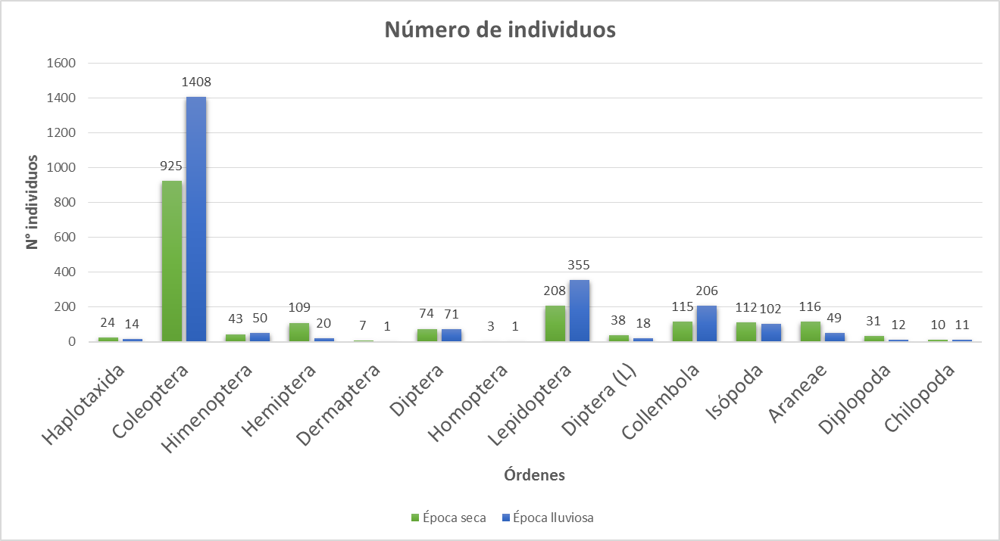 Número de individuos
1600
1400
1200
1000
800
600
400
200
0
N° individuos
24 14
925 1408
43 50
109 20
7 1
74 71
3 1
208 355
38 18
115 206
112 102
116 49
31 12
10 11
Haplotaxida
Coleoptera
Himenoptera
Hemiptera
Dermaptera
Diptera
Homoptera
Lepidoptera
Diptera (L)
Collembola
Isópoda
Araneae
Diplopoda
Chilopoda
Órdenes
Época seca Época lluviosa